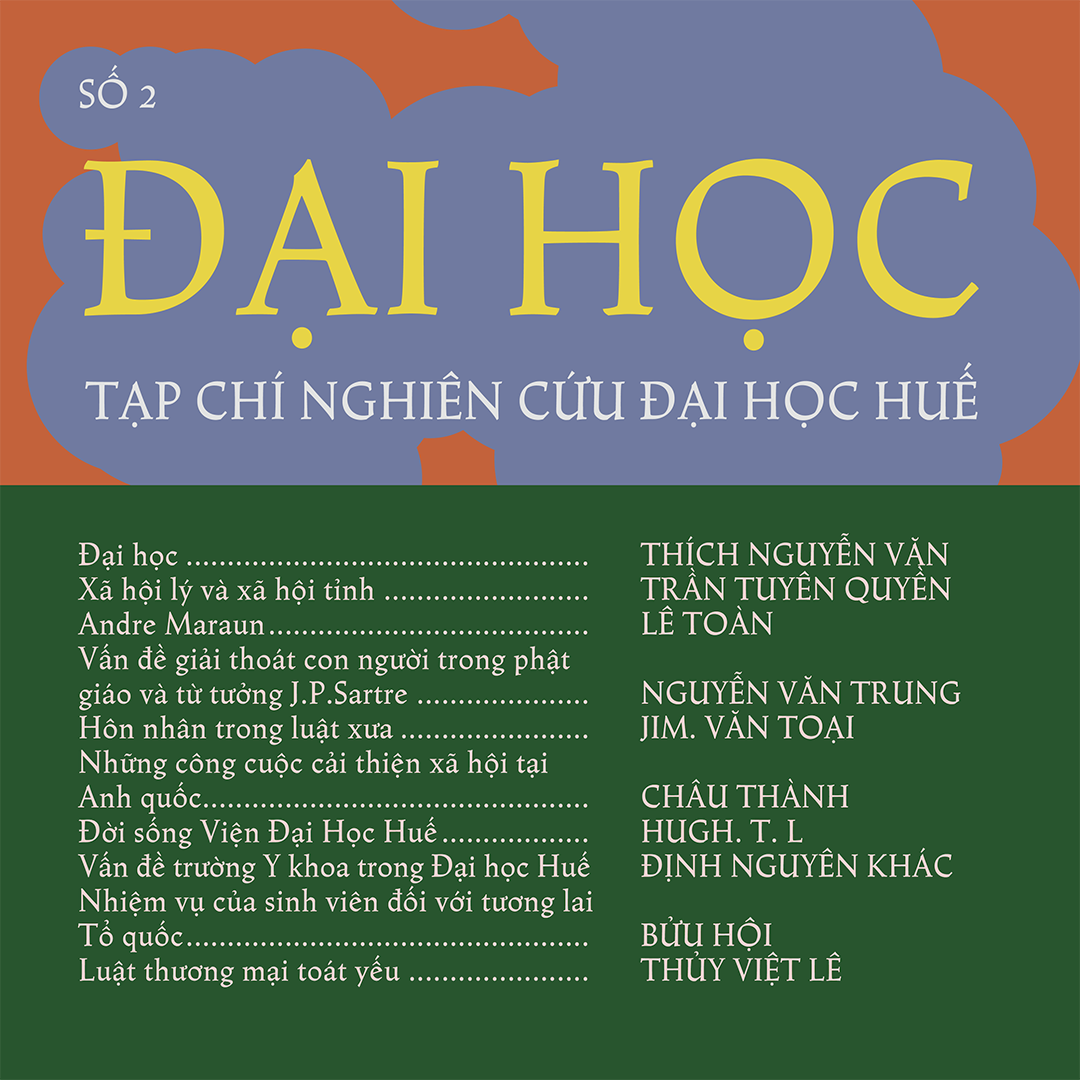 SỐ 2
ĐẠI HỌC
TẠP CHÍ NGHIÊN CỨU ĐẠI HỌC HUẾ
Đại học ........................................ THÍCH NGUYỄN VĂN
Xã hội lý và xã hội tỉnh ..................... TRẦN TUYÊN QUYỀN
Andre Maraun................................ LÊ TOÀN
Vấn đề giải thoát con người trong phật
giáo và từ tưởng J.P.Sartre ................. NGUYỄN VĂN TRUNG
Hôn nhân trong luật xưa ................... JIM. VĂN TOẠI
Những công cuộc cải thiện xã hội tại
Anh quốc....................................... CHÂU THÀNH
Đời sống Viện Đại Học Huế............... HUGH. T. L
Vấn đề trường Y khoa trong Đại học Huế ĐỊNH NGUYÊN KHÁC
Nhiệm vụ của sinh viên đối với tương lai
Tổ quốc........................................ BỬU HỘI
Luật thương mại toát yếu .................. THỦY VIỆT LÊ